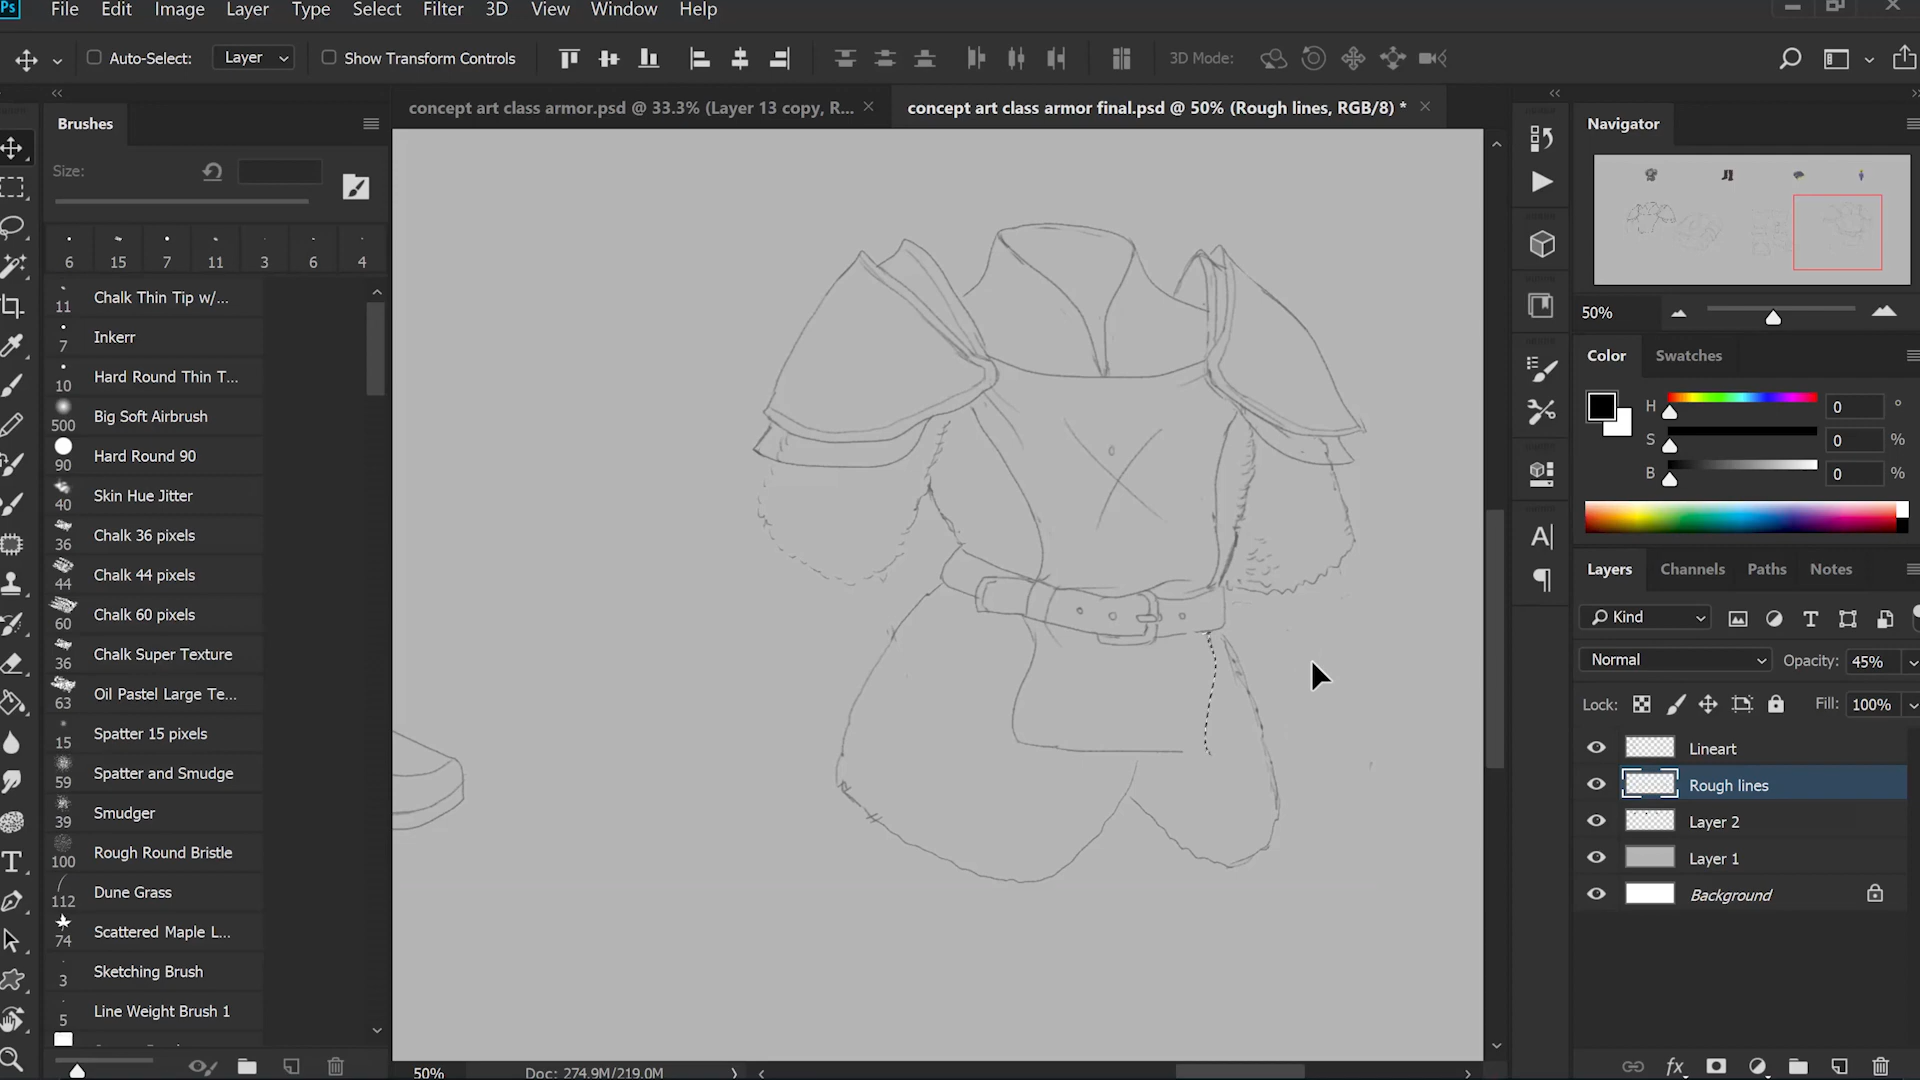 Ps File Edit Image Layer Type Select Filter 3D View Window Help
Auto-Select: Layer Show Transform Controls 3D Mode:
concept art class armor.psd @ 33.3% (Layer 13 copy, R... concept art class armor final.psd @ 50% (Rough lines, RGB/8) *
Brushes
Size:
6 15 7 11 3 6 4
11 Chalk Thin Tip w/...
7 Inkerr
10 Hard Round Thin T...
500 Big Soft Airbrush
90 Hard Round 90
40 Skin Hue Jitter
36 Chalk 36 pixels
44 Chalk 44 pixels
60 Chalk 60 pixels
36 Chalk Super Texture
63 Oil Pastel Large Te...
15 Spatter 15 pixels
59 Spatter and Smudge
39 Smudger
100 Rough Round Bristle
112 Dune Grass
74 Scattered Maple L...
3 Sketching Brush
5 Line Weight Brush 1
50% Doc: 274.9M/219.0M
Navigator
50%
Color Swatches
H 0 °
S 0 %
B 0 %
Layers Channels Paths Notes
Kind
Normal Opacity: 45%
Lock: Fill: 100%
Lineart
Rough lines
Layer 2
Layer 1
Background
fx